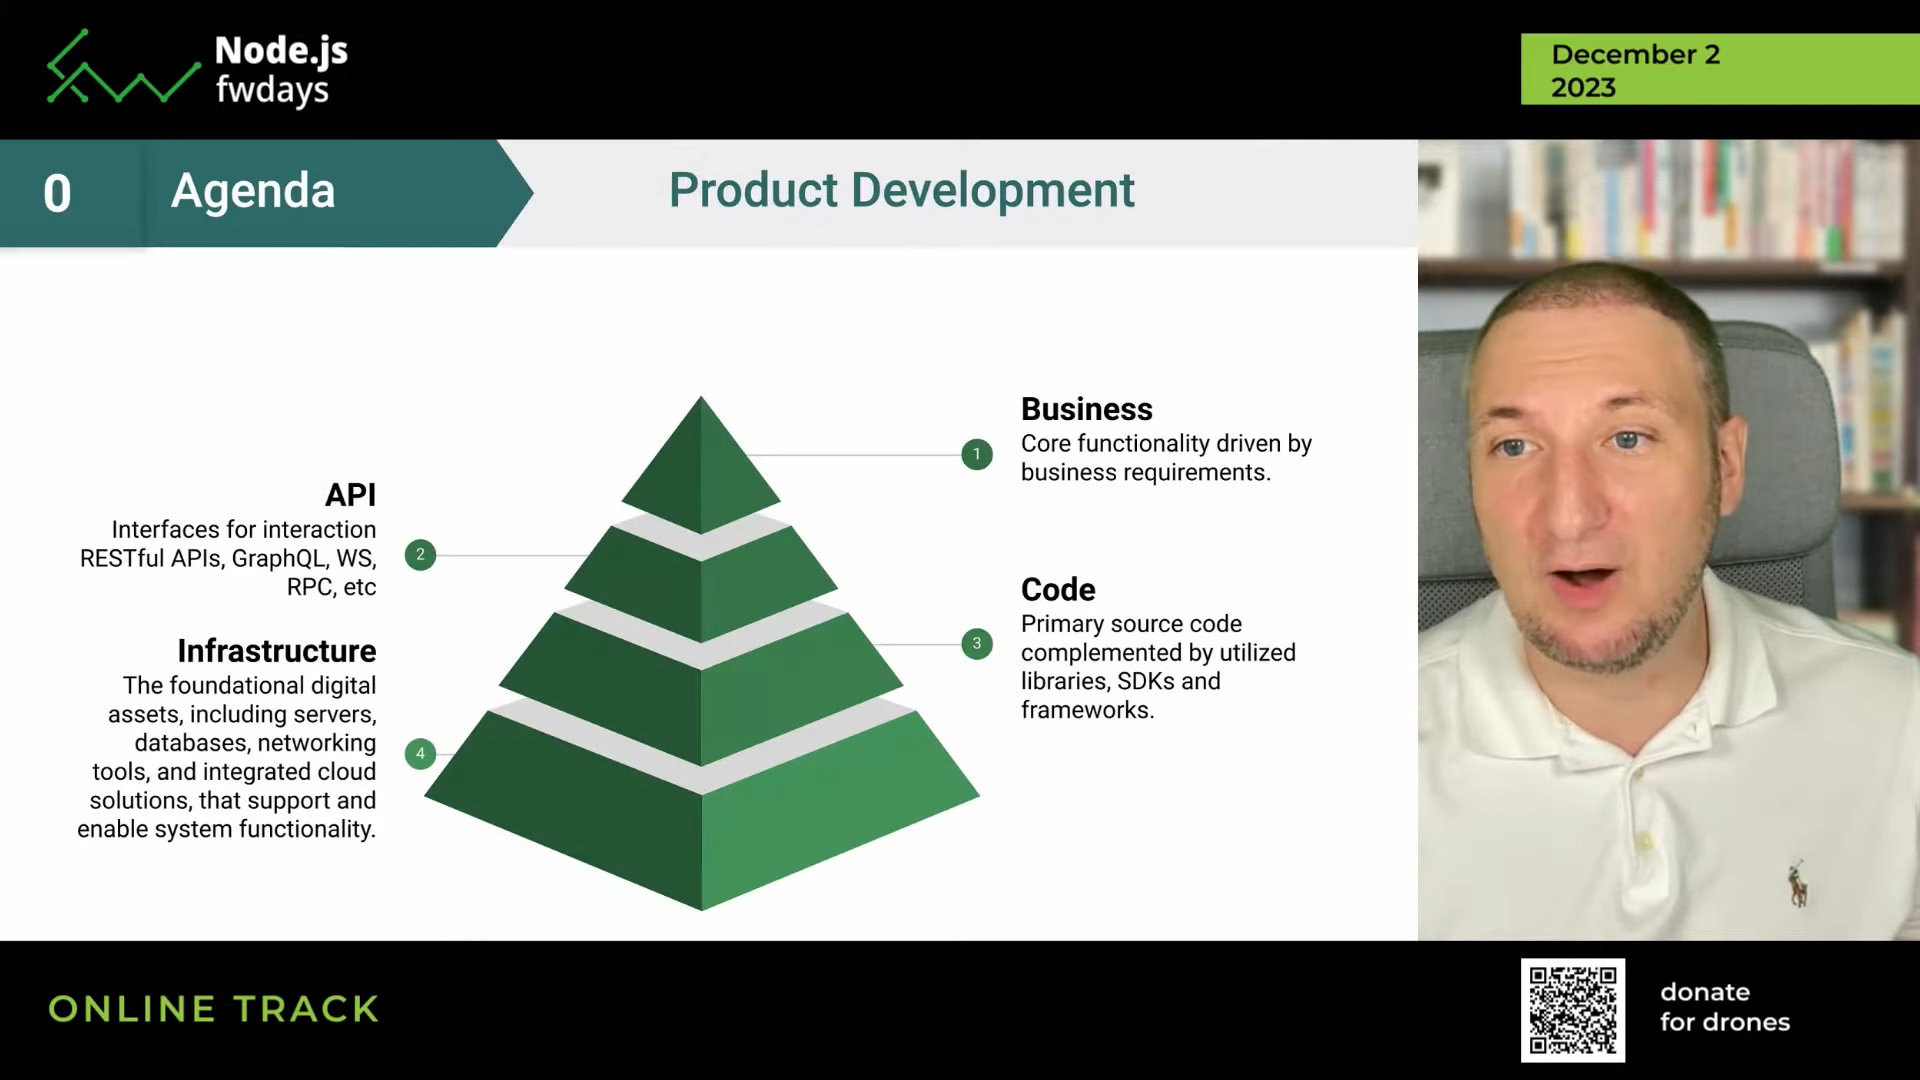 Node.js
fwdays
December 2
2023
0
Agenda
Product Development
Business
Core functionality driven by
business requirements.
1
API
Interfaces for interaction
RESTful APIs, GraphQL, WS,
RPC, etc
2
Code
Primary source code
complemented by utilized
libraries, SDKs and
frameworks.
3
Infrastructure
The foundational digital
assets, including servers,
databases, networking
tools, and integrated cloud
solutions, that support and
enable system functionality.
4
ONLINE TRACK
donate
for drones